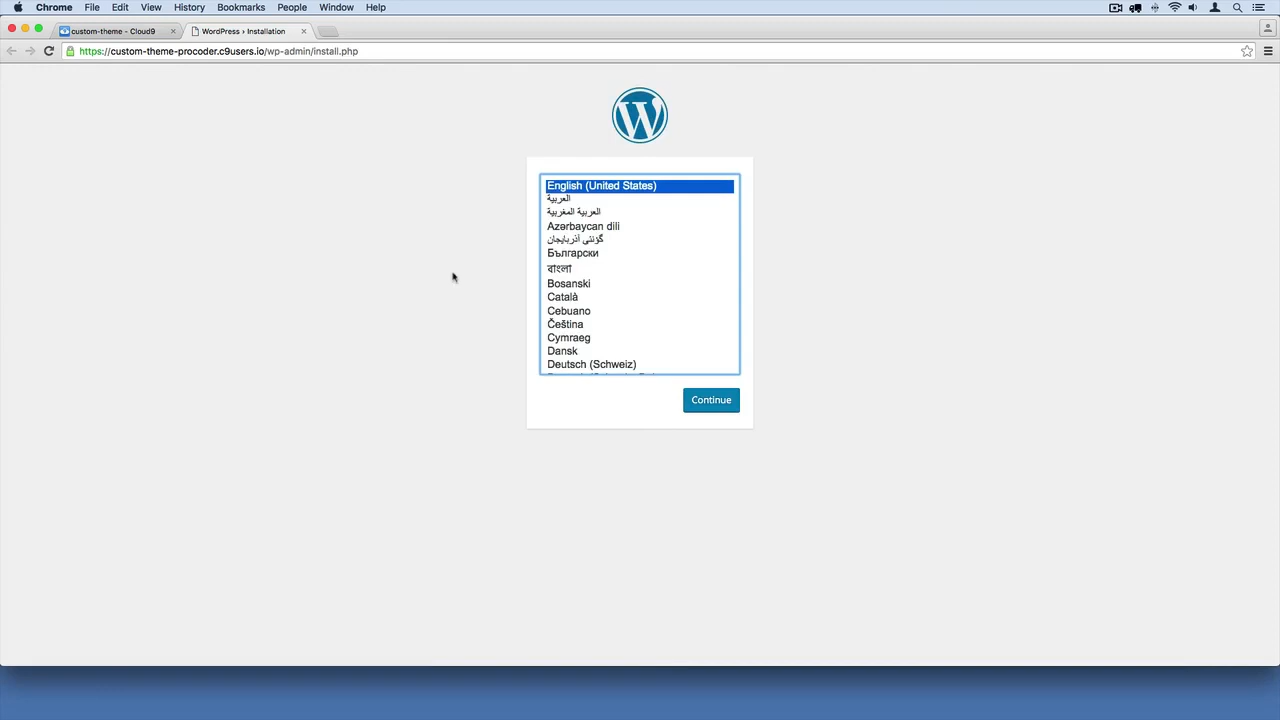 Chrome File Edit View History Bookmarks People Window Help
custom-theme - Cloud9 WordPress › Installation
https://custom-theme-procoder.c9users.io/wp-admin/install.php
English (United States)
العربية
العربية المغربية
Azərbaycan dili
گؤنئی آذربایجان
Български
বাংলা
Bosanski
Català
Cebuano
Čeština
Cymraeg
Dansk
Deutsch (Schweiz)
Continue